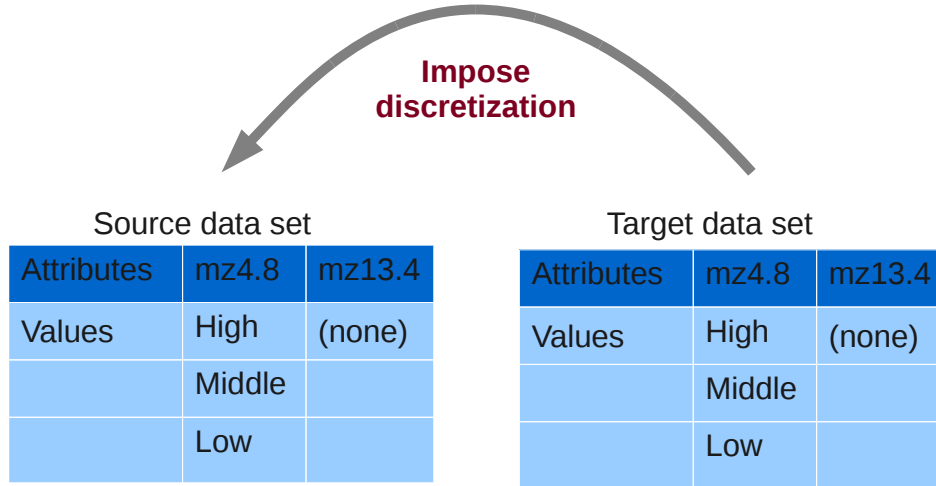 Impose
discretization
Source data set
Attributes mz4.8 mz13.4
Values High (none)
Middle
Low
Target data set
Attributes mz4.8 mz13.4
Values High (none)
Middle
Low